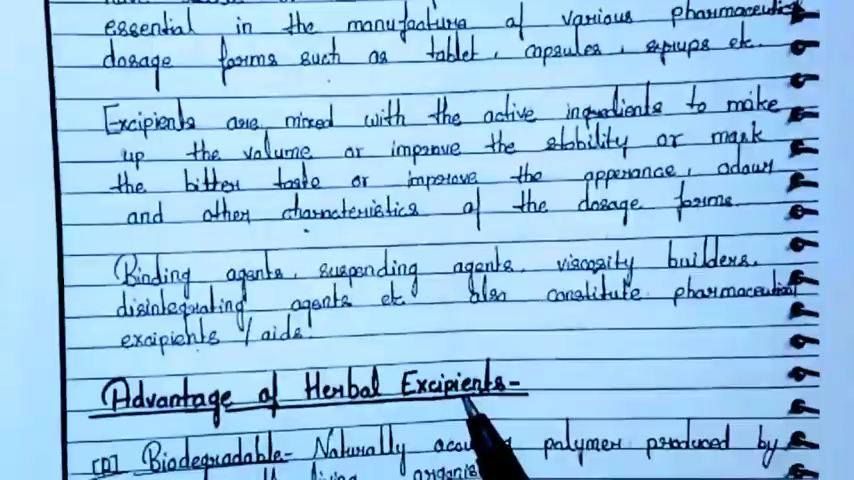 essential in the manufacture of various pharmaceutical
dosage forms such as tablet, capsules, syrups etc.
Excipients are mixed with the active ingredients to make
up the volume or improve the stability or mask
the bitter taste or improve the apperance, odour
and other characteristics of the dosage forms
Binding agents, suspending agents, viscosity builders,
disintegrating agents etc also constitute pharmaceutical
excipients / aids.
Advantage of Herbal Excipients-
Biodegradable- Naturally polymer produced by
living